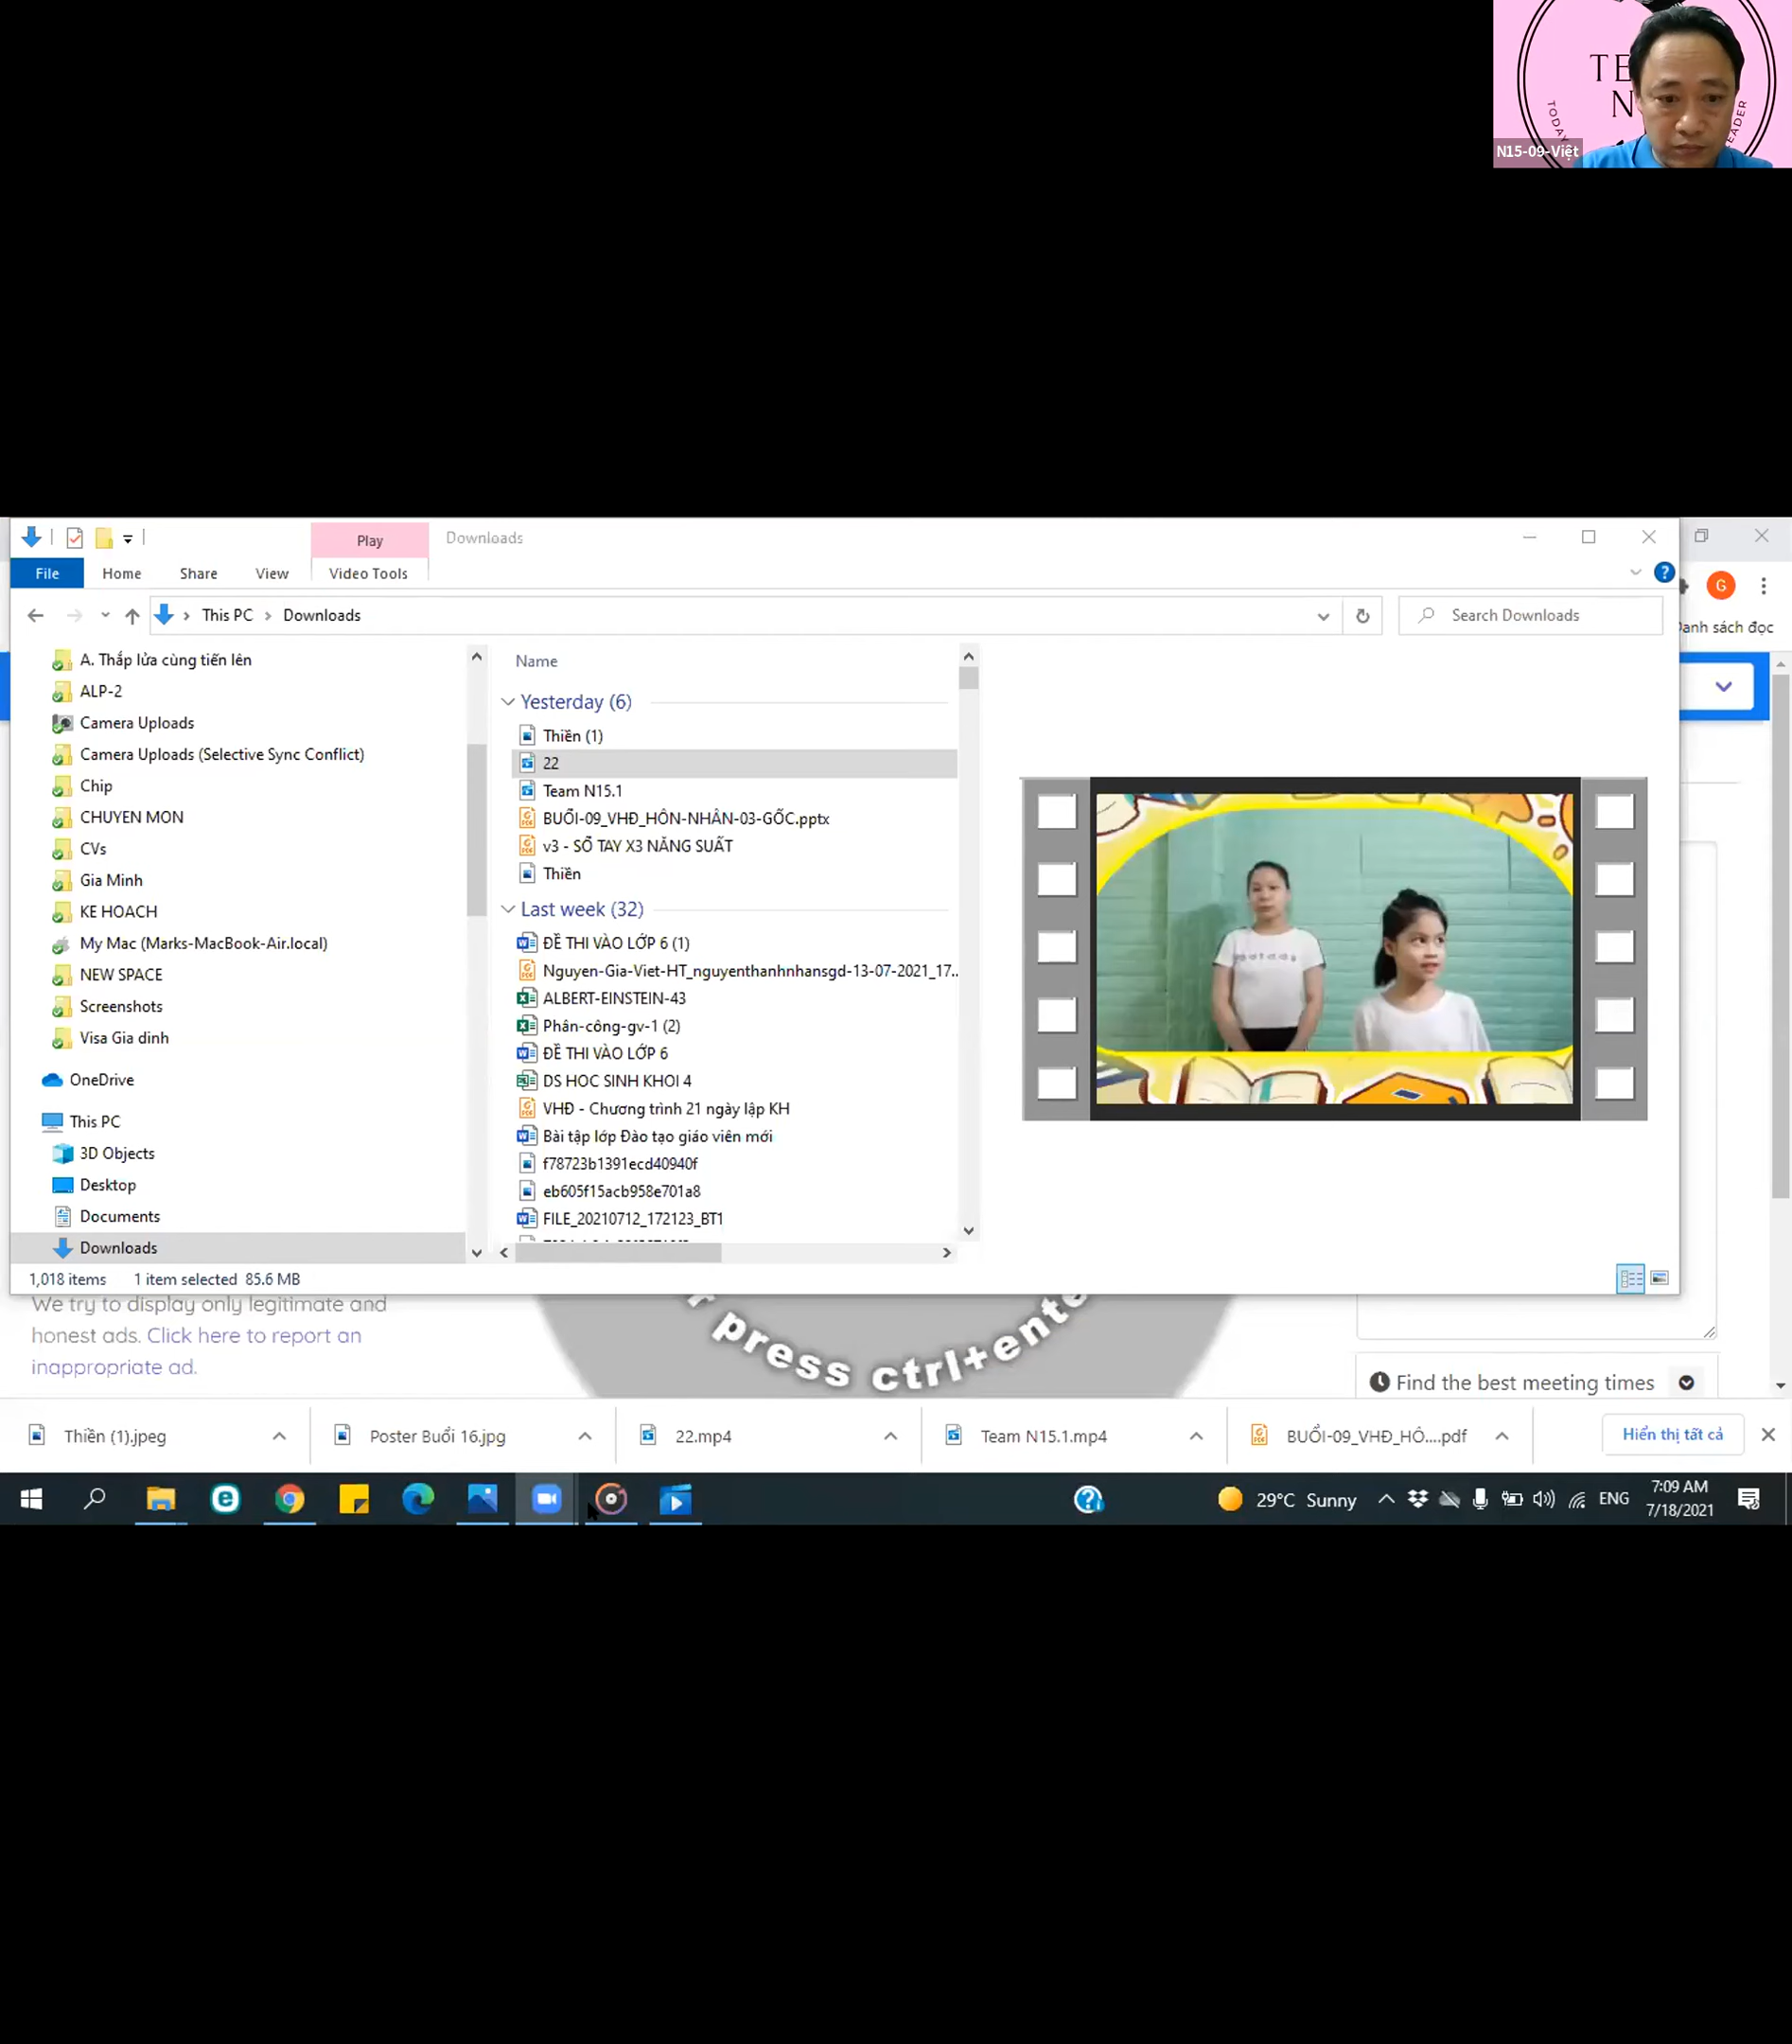 TE
N
TODAY
EADER
N15-09-Việt
Play
Downloads
File
Home
Share
View
Video Tools
This PC
Downloads
Search Downloads
G
Danh sách đọc
A. Thắp lửa cùng tiến lên
ALP-2
Camera Uploads
Camera Uploads (Selective Sync Conflict)
Chip
CHUYEN MON
CVs
Gia Minh
KE HOACH
My Mac (Marks-MacBook-Air.local)
NEW SPACE
Screenshots
Visa Gia dinh
OneDrive
This PC
3D Objects
Desktop
Documents
Downloads
Name
Yesterday (6)
Thiền (1)
22
Team N15.1
BUỔI-09_VHĐ_HÔN-NHÂN-03-GỐC.pptx
v3 - SỔ TAY X3 NĂNG SUẤT
Thiền
Last week (32)
ĐỀ THI VÀO LỚP 6 (1)
Nguyen-Gia-Viet-HT_nguyenthanhnhansgd-13-07-2021_17...
ALBERT-EINSTEIN-43
Phân-công-gv-1 (2)
ĐỀ THI VÀO LỚP 6
DS HOC SINH KHOI 4
VHĐ - Chương trình 21 ngày lập KH
Bài tập lớp Đào tạo giáo viên mới
f78723b1391ecd40940f
eb605f15acb958e701a8
FILE_20210712_172123_BT1
1,018 items
1 item selected 85.6 MB
We try to display only legitimate and
honest ads. Click here to report an
inappropriate ad.
r press ctrl+ente
Find the best meeting times
Thiền (1).jpeg
Poster Buổi 16.jpg
22.mp4
Team N15.1.mp4
BUỔI-09_VHĐ_HÔ....pdf
Hiển thị tất cả
29°C Sunny
ENG
7:09 AM
7/18/2021